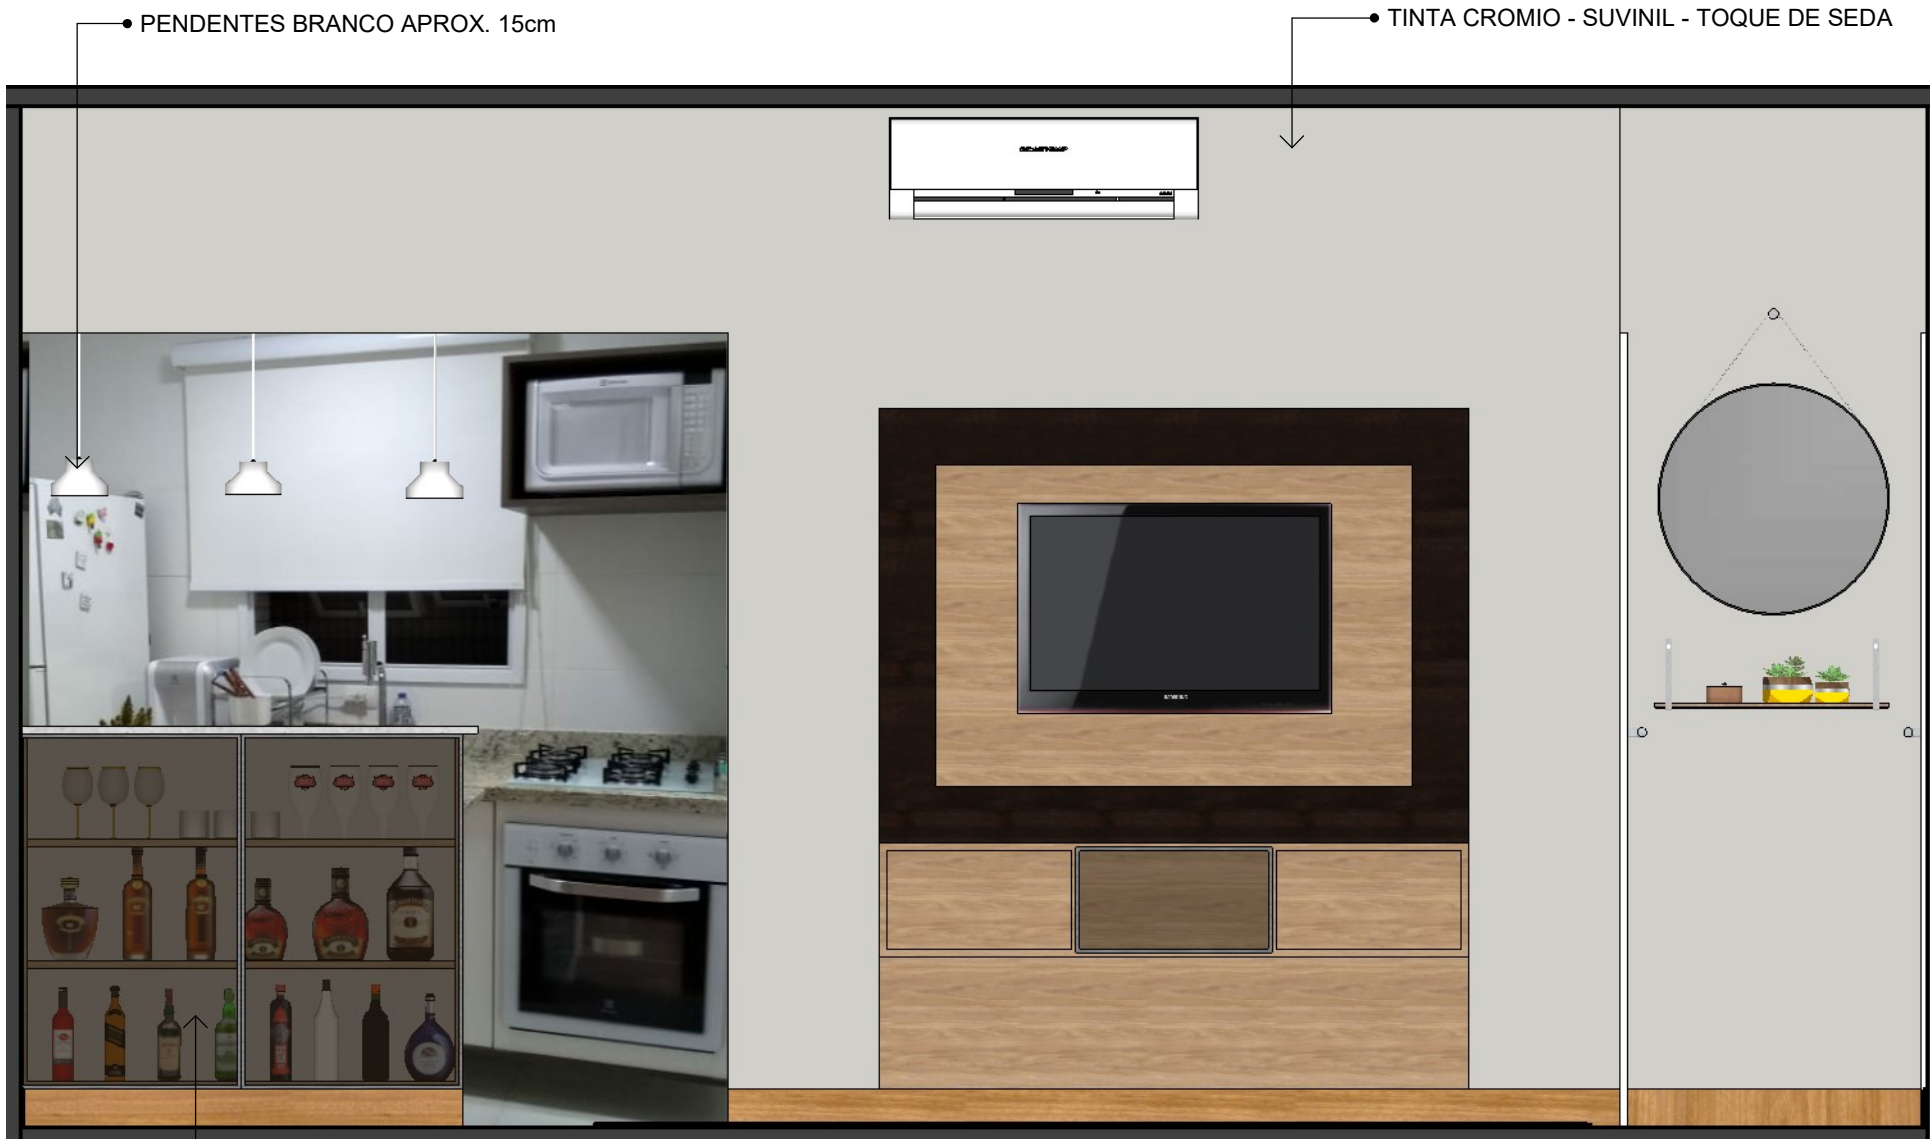 PENDENTES BRANCO APROX. 15cm
TINTA CROMIO - SUVINIL - TOQUE DE SEDA